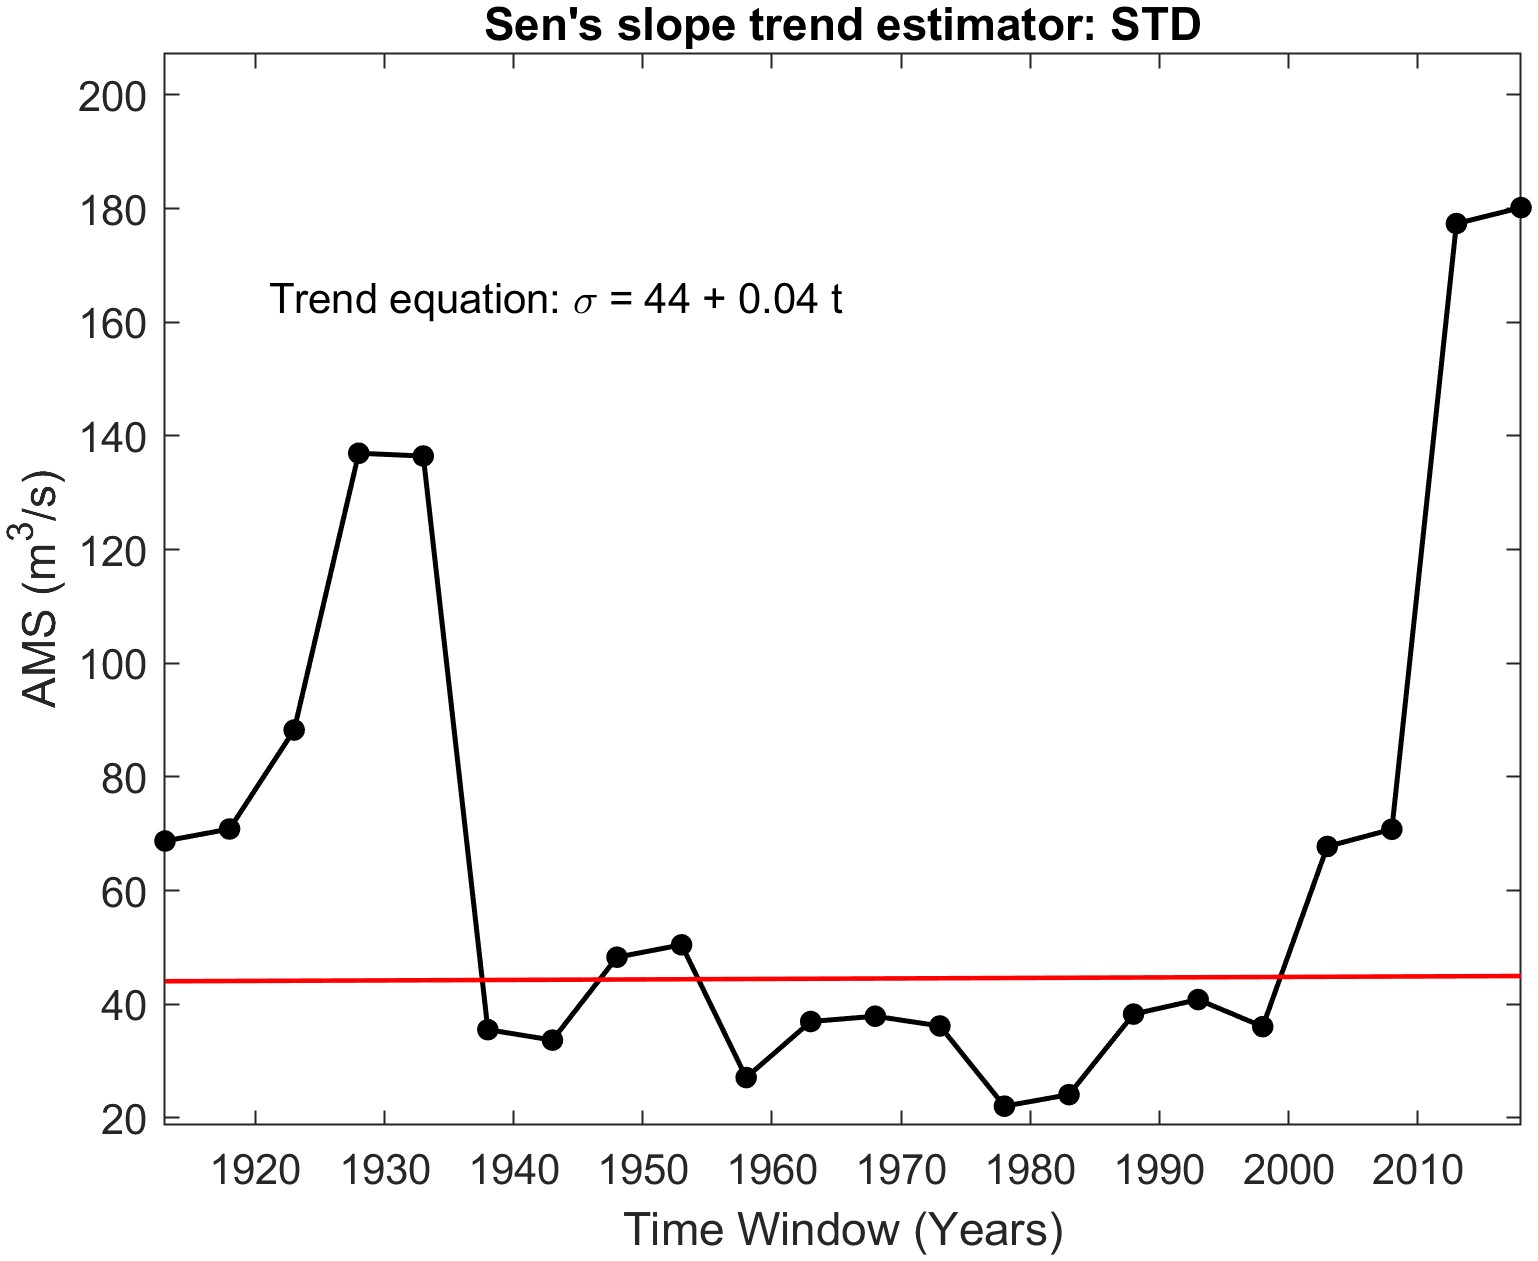 Sen's slope trend estimator: STD
200
180
Trend equation: σ = 44 + 0.04 t
160
140
120
100
80
60
40
20
AMS (m³/s)
1920 1930 1940 1950 1960 1970 1980 1990 2000 2010
Time Window (Years)